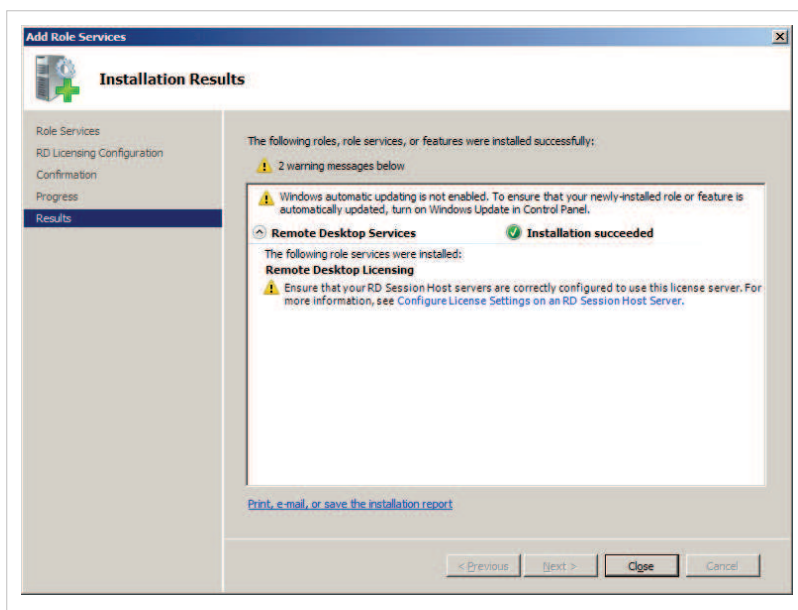 Add Role Services
Installation Results
Role Services
RD Licensing Configuration
Confirmation
Progress
Results
The following roles, role services, or features were installed successfully:
2 warning messages below
Windows automatic updating is not enabled. To ensure that your newly-installed role or feature is
automatically updated, turn on Windows Update in Control Panel.
Remote Desktop Services
Installation succeeded
The following role services were installed:
Remote Desktop Licensing
Ensure that your RD Session Host servers are correctly configured to use this license server. For
more information, see Configure License Settings on an RD Session Host Server.
Print, e-mail, or save the installation report
< Previous
Next >
Close
Cancel